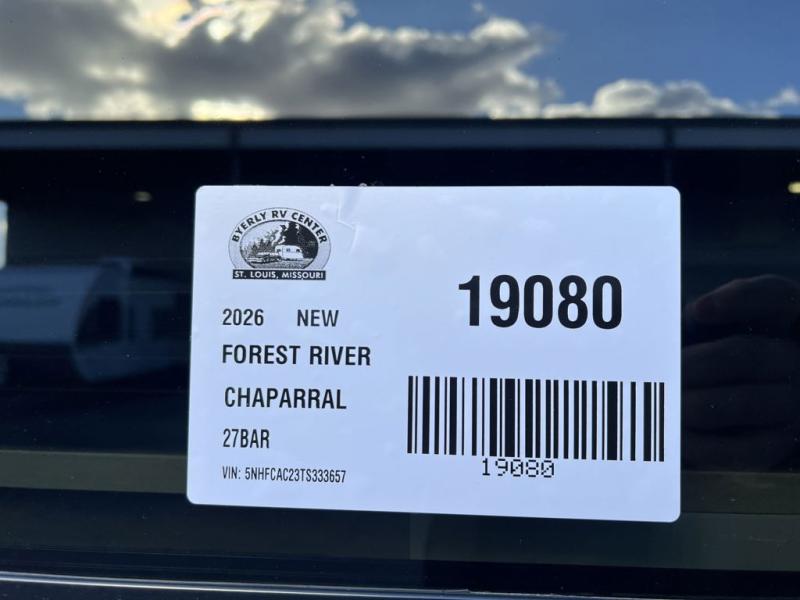 BYERLY RV CENTER
ST. LOUIS, MISSOURI
2026 NEW
FOREST RIVER
CHAPARRAL
27BAR
VIN: 5NHFCAC23TS333657
19080
19080